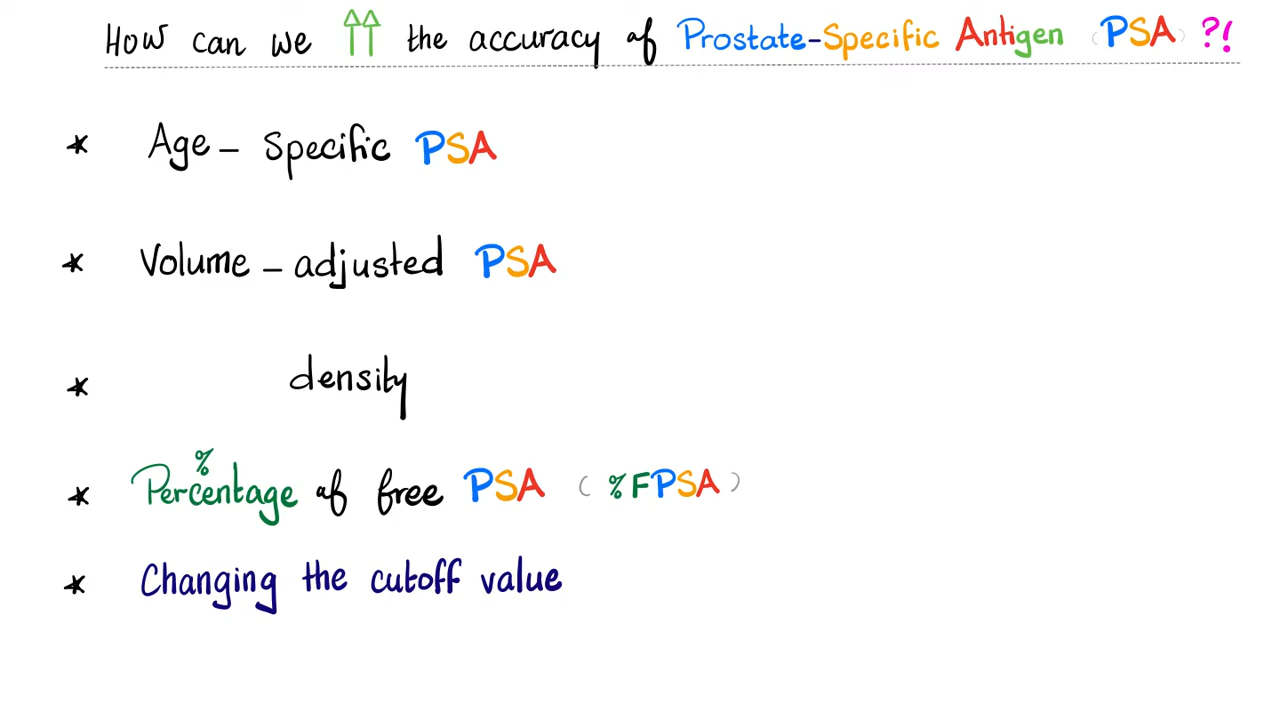 How can we ↑↑ the accuracy of Prostate-Specific Antigen (PSA) ?!
* Age - Specific PSA
* Volume - adjusted PSA
* density
* Percentage % of free PSA (%FPSA)
* Changing the cutoff value